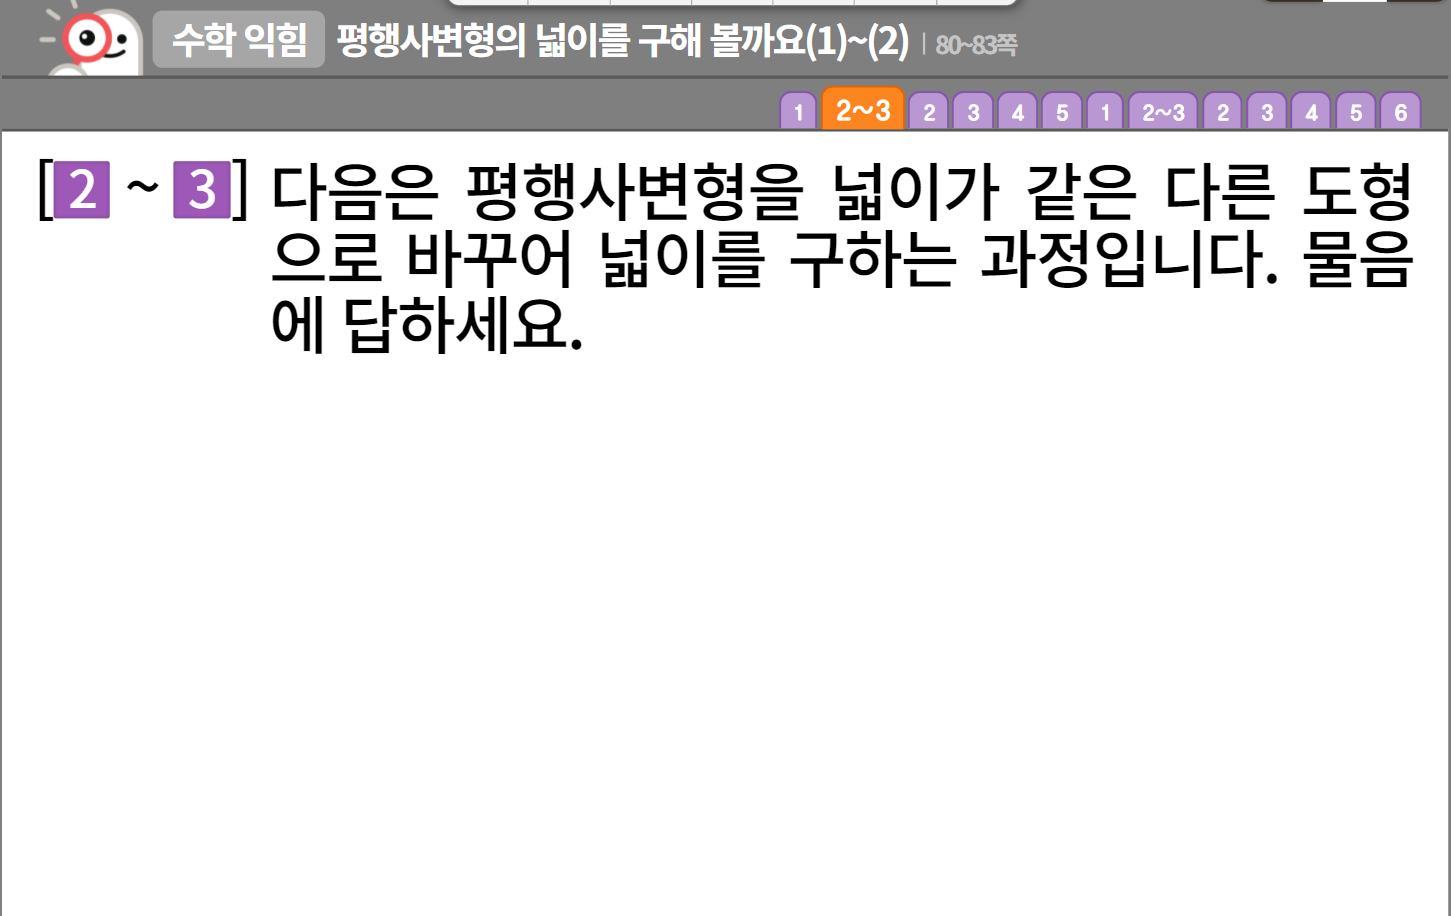 수학 익힘 평행사변형의 넓이를 구해 볼까요(1)~(2) | 80~83쪽
1 2~3 2 3 4 5 1 2~3 2 3 4 5 6
[2 ~ 3] 다음은 평행사변형을 넓이가 같은 다른 도형
으로 바꾸어 넓이를 구하는 과정입니다. 물음
에 답하세요.